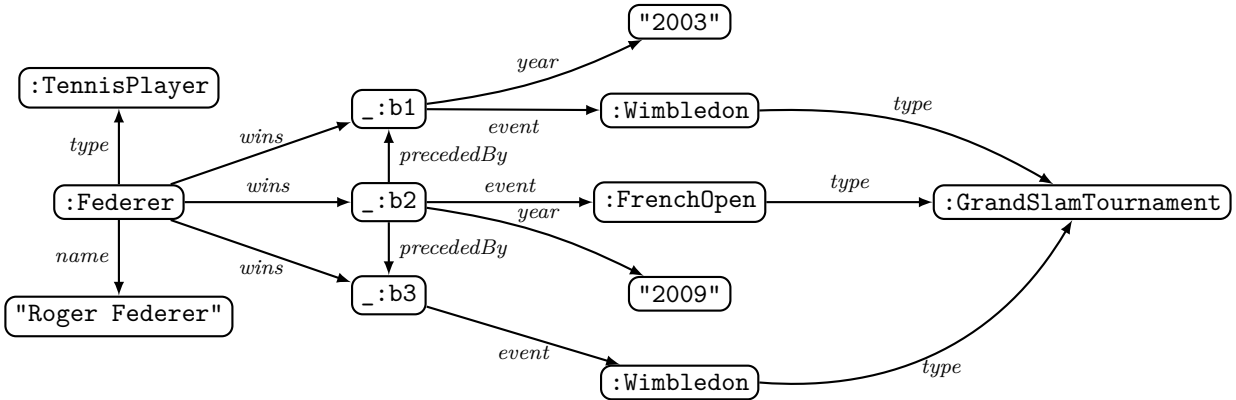 "2003"
year
:TennisPlayer
_:b1
:Wimbledon
type
wins
event
type
precededBy
:Federer
wins
_:b2
event
:FrenchOpen
type
:GrandSlamTournament
year
name
wins
precededBy
_:b3
"2009"
"Roger Federer"
event
type
:Wimbledon